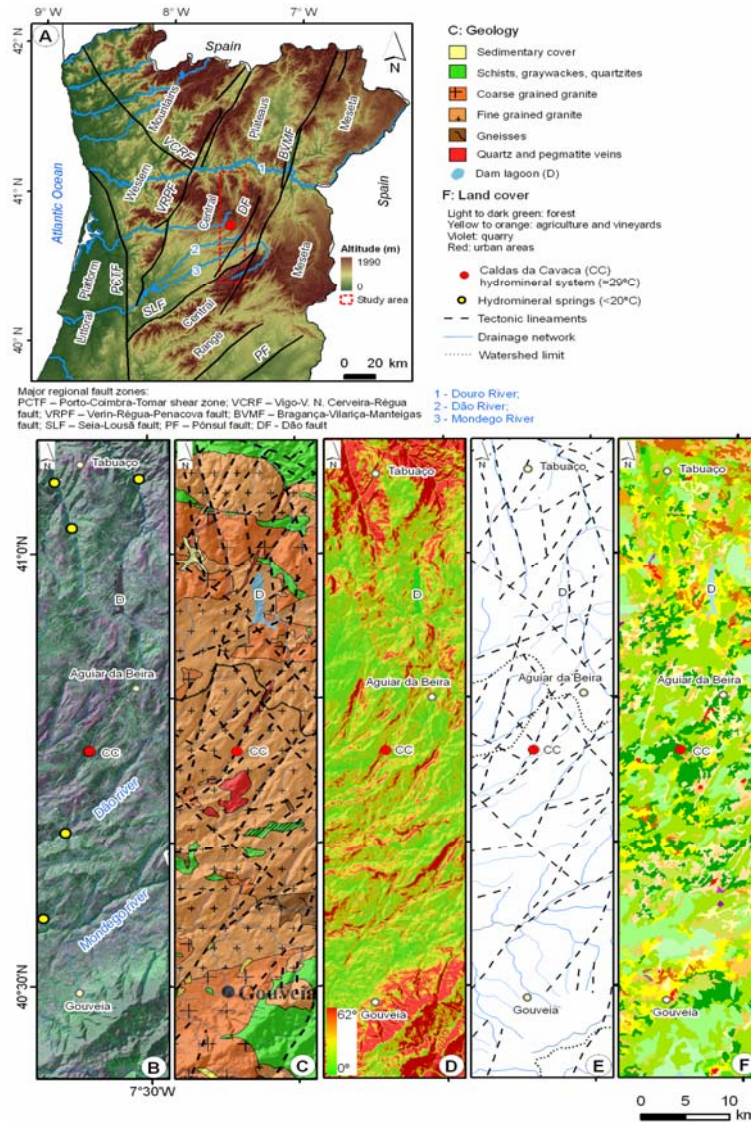 9° W
8° W
7° W
Spain
42° N
41° N
40° N
A
N
Mountains
Plateaus
Meseta
VCRF
BVMF
Western
VRPF
1
Spain
Atlantic Ocean
Central
DF
2
3
Meseta
Platform
PCTF
Littoral
SLF
Central
Range
PF
Altitude (m)
1990
0
Study area
0 20
km
C: Geology
Sedimentary cover
Schists, graywackes, quartzites
Coarse grained granite
Fine grained granite
Gneisses
Quartz and pegmatite veins
Dam lagoon (D)
F: Land cover
Light to dark green: forest
Yellow to orange: agriculture and vineyards
Violet: quarry
Red: urban areas
Caldas da Cavaca (CC)
hydromineral system (≈29°C)
Hydromineral springs (<20°C)
Tectonic lineaments
Drainage network
Watershed limit
Major regional fault zones:
PCTF – Porto-Coimbra-Tomar shear zone; VCRF – Vigo-V. N. Cerveira-Régua
fault; VRPF – Verin-Régua-Penacova fault; BVMF – Bragança-Vilariça-Manteigas
fault; SLF – Seia-Lousã fault; PF – Pônsul fault; DF - Dão fault
1 - Douro River;
2 - Dão River;
3 - Mondego River
41°0 N
40°30 N
7°30 W
N
Tabuaço
D
Aguiar da Beira
CC
Dão river
Mondego river
Gouveia
B
N
D
CC
Gouveia
C
N
Tabuaço
D
Aguiar da Beira
CC
62°
0°
Gouveia
D
N
Tabuaço
D
Aguiar da Beira
CC
Gouveia
E
N
Tabuaço
D
Aguiar da Beira
CC
Gouveia
F
0 5 10
km